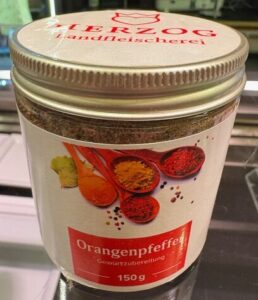 HERZOG
Landfleischerei
Orangenpfeffer
Gewürzzubereitung
150 g